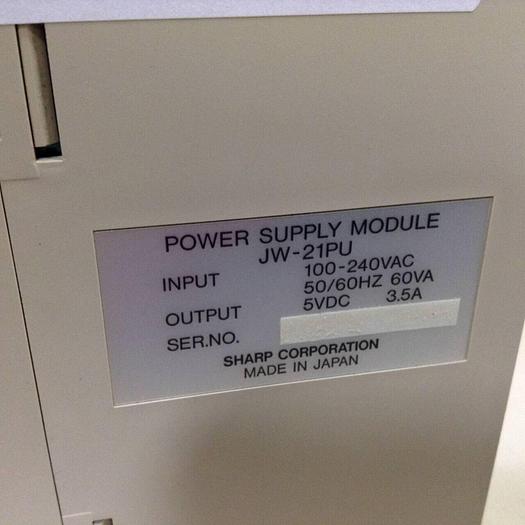 POWER SUPPLY MODULE
JW-21PU
INPUT 100-240VAC
50/60HZ 60VA
OUTPUT 5VDC 3.5A
SER.NO.
SHARP CORPORATION
MADE IN JAPAN